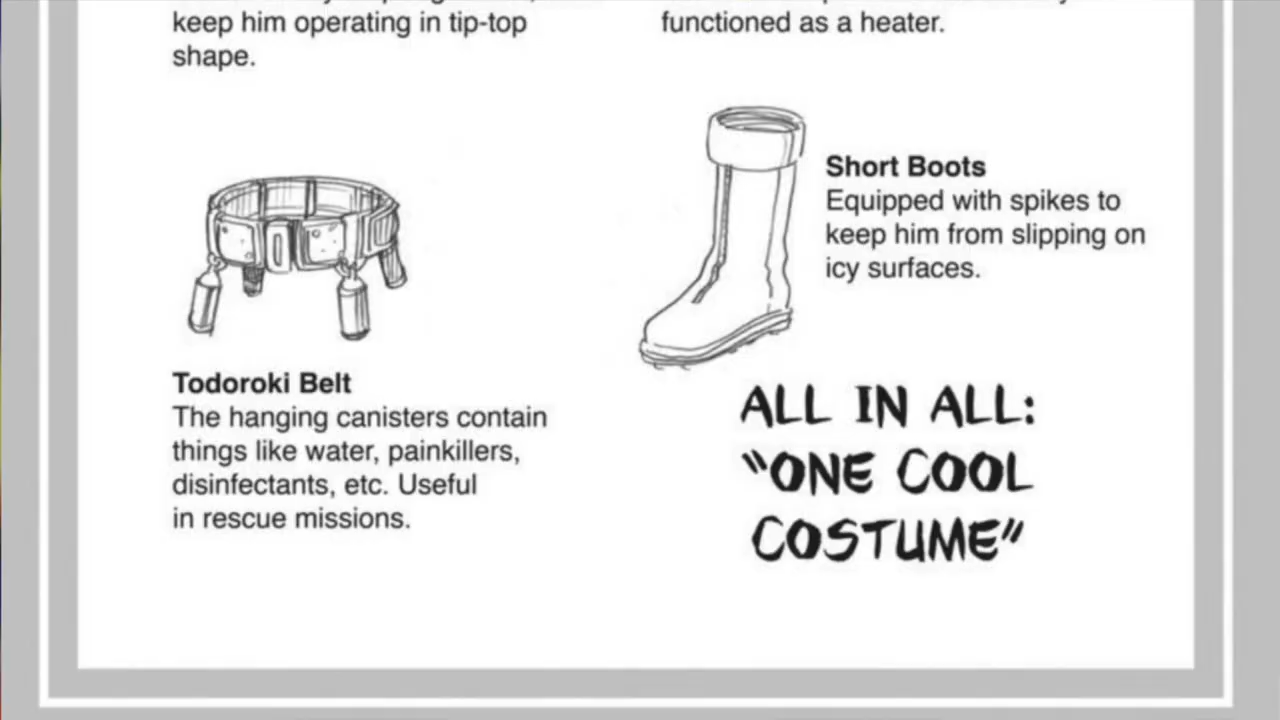 keep him operating in tip-top
shape.
functioned as a heater.
Short Boots
Equipped with spikes to
keep him from slipping on
icy surfaces.
Todoroki Belt
The hanging canisters contain
things like water, painkillers,
disinfectants, etc. Useful
in rescue missions.
ALL IN ALL:
"ONE COOL
COSTUME"